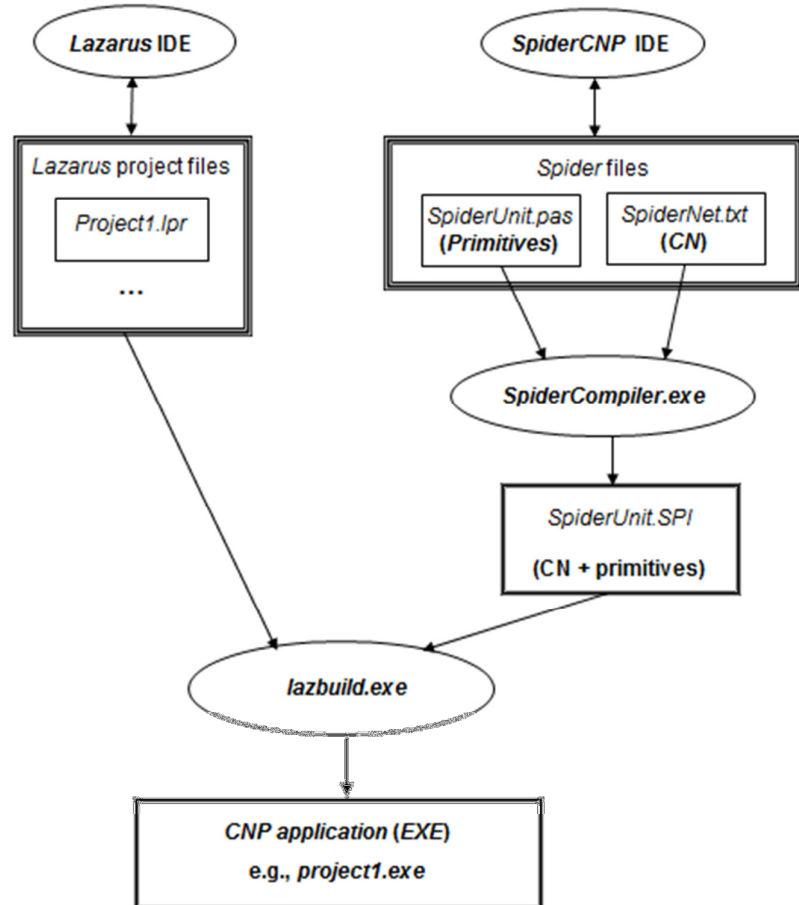 Lazarus IDE
SpiderCNP IDE
Lazarus project files
Project1.lpr
...
Spider files
SpiderUnit.pas
(Primitives)
SpiderNet.txt
(CN)
SpiderCompiler.exe
SpiderUnit.SPI
(CN + primitives)
lazbuild.exe
CNP application (EXE)
e.g., project1.exe